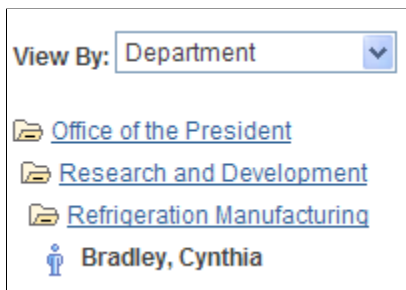 View By: Department
Office of the President
Research and Development
Refrigeration Manufacturing
Bradley, Cynthia